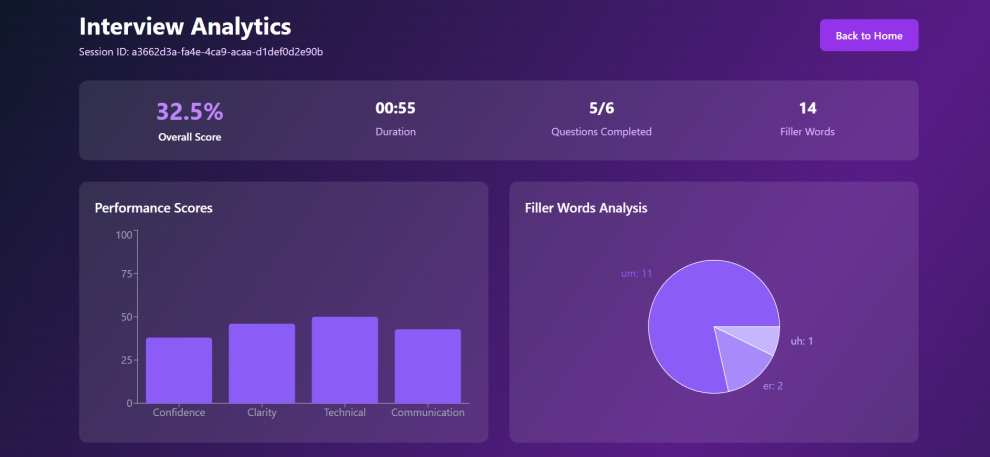 Interview Analytics
Session ID: a3662d3a-fa4e-4ca9-acaa-d1def0d2e90b
Back to Home
32.5%
Overall Score
00:55
Duration
5/6
Questions Completed
14
Filler Words
Performance Scores
100
75
50
25
0
Confidence
Clarity
Technical
Communication
Filler Words Analysis
um: 11
uh: 1
er: 2